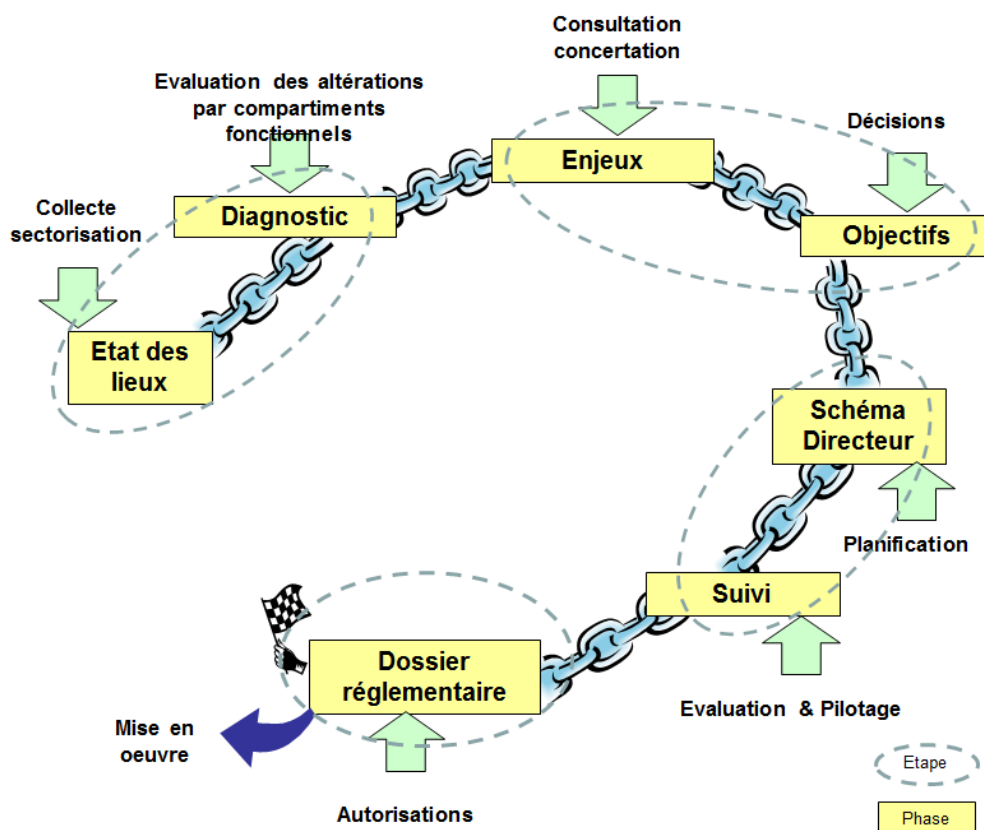 Consultation
concertation
Evaluation des altérations
par compartiments
fonctionnels
Décisions
Enjeux
Collecte
sectorisation
Diagnostic
Objectifs
Etat des
lieux
Schéma
Directeur
Planification
Suivi
Dossier
réglementaire
Evaluation & Pilotage
Mise en
oeuvre
Autorisations
Etape
Phase